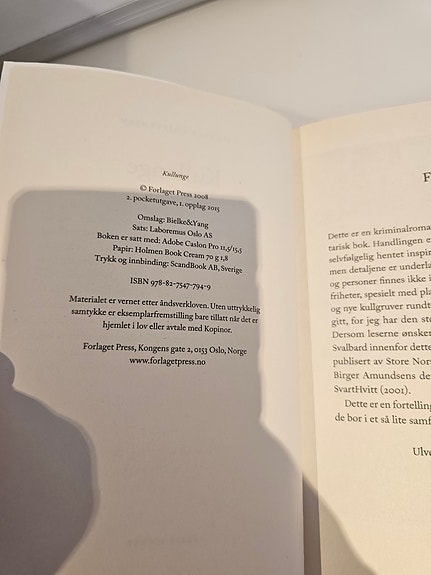 Kullunge
© Forlaget Press 2008
2. pocketutgave, 1. opplag 2015
Omslag: Bielke&Yang
Sats: Laboremus Oslo AS
Boken er satt med: Adobe Caslon Pro 11,5/15,5
Papir: Holmen Book Cream 70 g 1,8
Trykk og innbinding: ScandBook AB, Sverige
ISBN 978-82-7547-794-9
Materialet er vernet etter åndsverkloven. Uten uttrykkelig
samtykke er eksemplarfremstilling bare tillatt når det er
hjemlet i lov eller avtale med Kopinor.
Forlaget Press, Kongens gate 2, 0153 Oslo, Norge
www.forlagetpress.no
F
Dette er en kriminalroma
tarisk bok. Handlingen e
selvfølgelig hentet inspir
men detaljene er underla
og personer finnes ikke i
friheter, spesielt med pla
og nye kullgruver rundt
gitt, for jeg har den sto
Dersom leserne ønsker
Svalbard innenfor dette
publisert av Store Nors
Birger Amundsens de
SvartHvitt (2001).
Dette er en fortelling
de bor i et så lite samf
Ulv